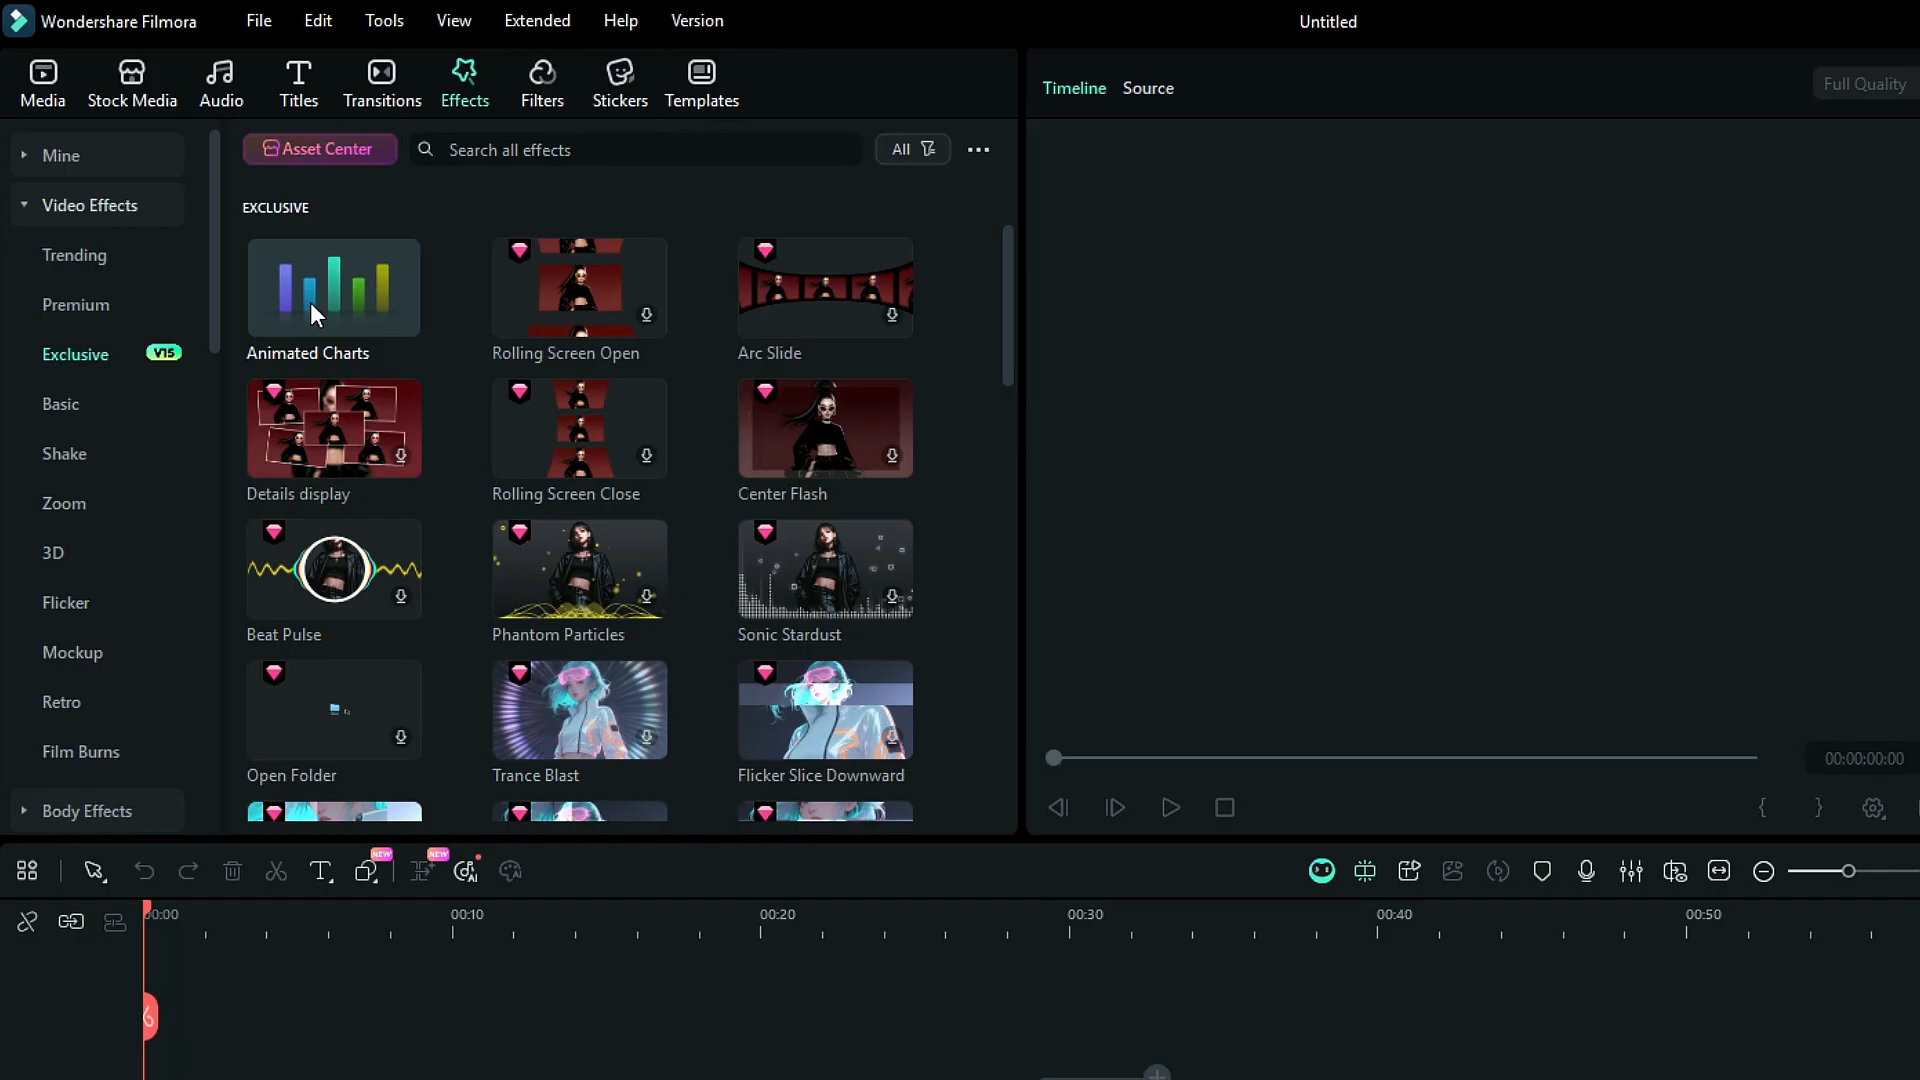 Wondershare Filmora
File
Edit
Tools
View
Extended
Help
Version
Untitled
Media
Stock Media
Audio
Titles
Transitions
Effects
Filters
Stickers
Templates
Timeline
Source
Full Quality
Mine
Video Effects
Trending
Premium
Exclusive
V15
Basic
Shake
Zoom
3D
Flicker
Mockup
Retro
Film Burns
Body Effects
Asset Center
Search all effects
All
EXCLUSIVE
Animated Charts
Rolling Screen Open
Arc Slide
Details display
Rolling Screen Close
Center Flash
Beat Pulse
Phantom Particles
Sonic Stardust
Open Folder
Trance Blast
Flicker Slice Downward
00:00:00:00
NEW
NEW
00:00
00:10
00:20
00:30
00:40
00:50